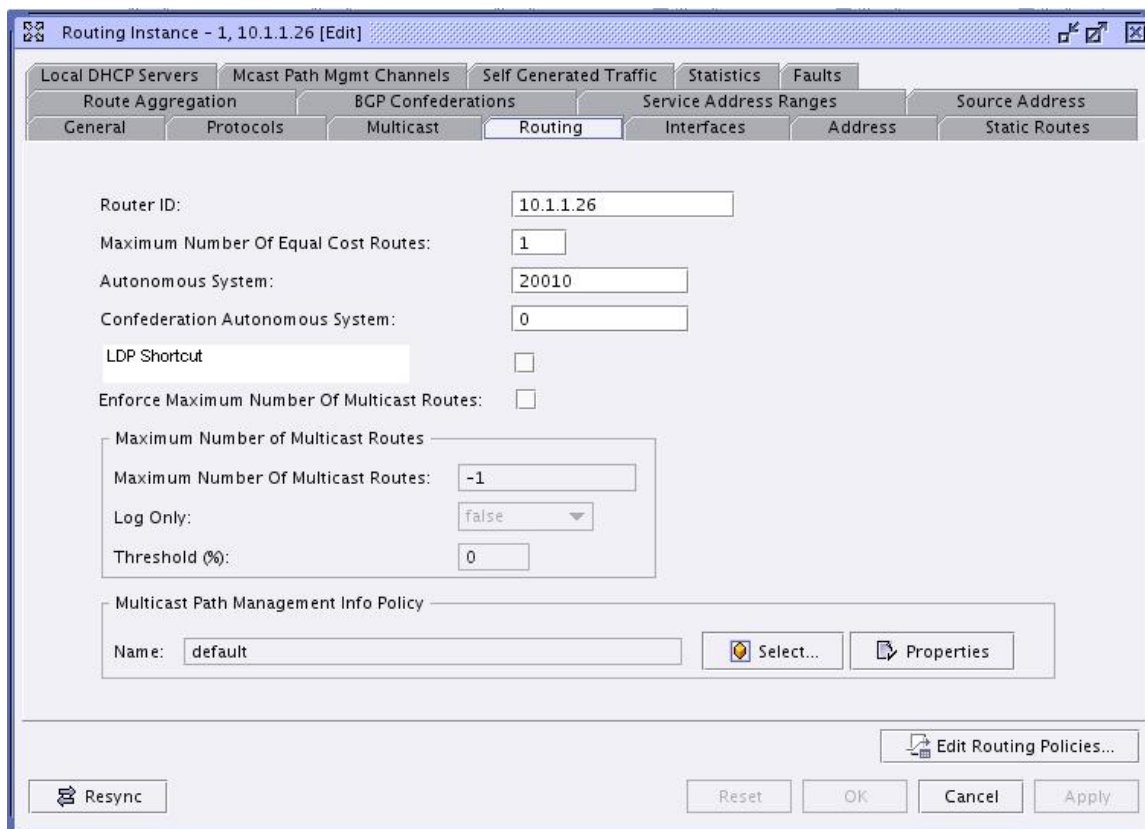 Routing Instance - 1, 10.1.1.26 [Edit]
Local DHCP Servers Mcast Path Mgmt Channels Self Generated Traffic Statistics Faults
Route Aggregation BGP Confederations Service Address Ranges Source Address
General Protocols Multicast Routing Interfaces Address Static Routes
Router ID: 10.1.1.26
Maximum Number Of Equal Cost Routes: 1
Autonomous System: 20010
Confederation Autonomous System: 0
LDP Shortcut
Enforce Maximum Number Of Multicast Routes:
Maximum Number of Multicast Routes
Maximum Number Of Multicast Routes: -1
Log Only: false
Threshold (%): 0
Multicast Path Management Info Policy
Name: default Select... Properties
Edit Routing Policies...
Resync Reset OK Cancel Apply